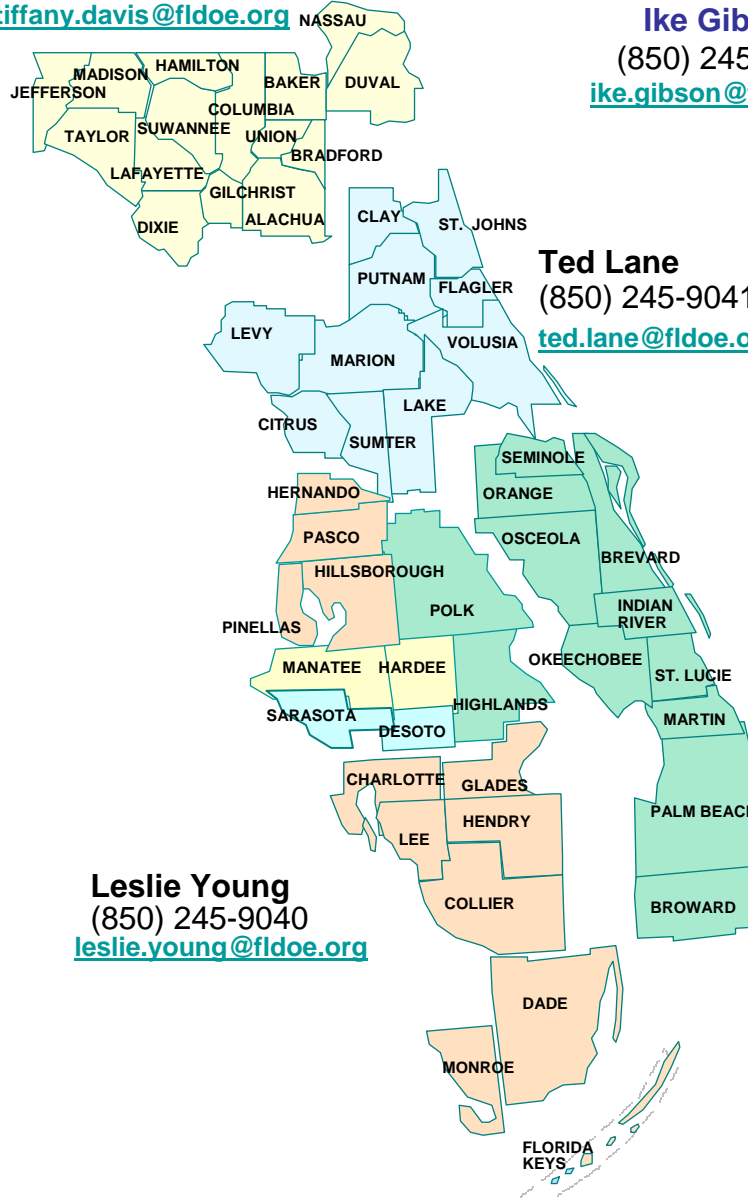 tiffany.davis@fldoe.org
NASSAU
Ike Gib
(850) 245
ike.gibson@
HAMILTON
MADISON
JEFFERSON
BAKER
DUVAL
COLUMBIA
TAYLOR
SUWANNEE
UNION
BRADFORD
LAFAYETTE
GILCHRIST
DIXIE
ALACHUA
CLAY
ST. JOHNS
PUTNAM
FLAGLER
Ted Lane
(850) 245-9041
ted.lane@fldoe.o
LEVY
MARION
VOLUSIA
CITRUS
LAKE
SUMTER
SEMINOLE
HERNANDO
ORANGE
PASCO
OSCEOLA
BREVARD
HILLSBOROUGH
POLK
INDIAN
RIVER
PINELLAS
MANATEE
HARDEE
OKEECHOBEE
ST. LUCIE
SARASOTA
HIGHLANDS
DESOTO
MARTIN
CHARLOTTE
GLADES
PALM BEACH
LEE
HENDRY
COLLIER
BROWARD
Leslie Young
(850) 245-9040
leslie.young@fldoe.org
DADE
MONROE
FLORIDA
KEYS